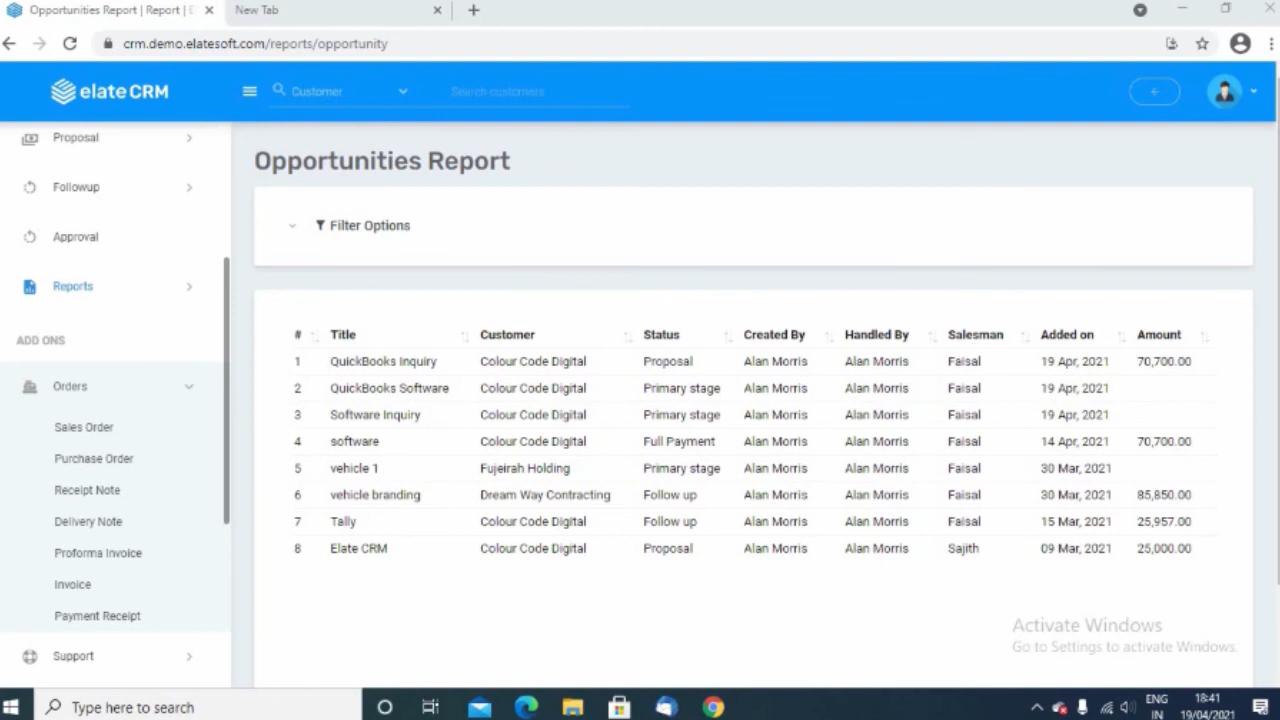 Opportunities Report | Report | E
New Tab
crm.demo.elatesoft.com/reports/opportunity
elate CRM
Customer
Search customers
Proposal
Followup
Approval
Reports
ADD ONS
Orders
Sales Order
Purchase Order
Receipt Note
Delivery Note
Proforma Invoice
Invoice
Payment Receipt
Support
Opportunities Report
Filter Options
# Title Customer Status Created By Handled By Salesman Added on Amount
1 QuickBooks Inquiry Colour Code Digital Proposal Alan Morris Alan Morris Faisal 19 Apr, 2021 70,700.00
2 QuickBooks Software Colour Code Digital Primary stage Alan Morris Alan Morris Faisal 19 Apr, 2021
3 Software Inquiry Colour Code Digital Primary stage Alan Morris Alan Morris Faisal 19 Apr, 2021
4 software Colour Code Digital Full Payment Alan Morris Alan Morris Faisal 14 Apr, 2021 70,700.00
5 vehicle 1 Fujeirah Holding Primary stage Alan Morris Alan Morris Faisal 30 Mar, 2021
6 vehicle branding Dream Way Contracting Follow up Alan Morris Alan Morris Faisal 30 Mar, 2021 85,850.00
7 Tally Colour Code Digital Follow up Alan Morris Alan Morris Faisal 15 Mar, 2021 25,957.00
8 Elate CRM Colour Code Digital Proposal Alan Morris Alan Morris Sajith 09 Mar, 2021 25,000.00
Activate Windows
Go to Settings to activate Windows.
Type here to search
ENG
IN
18:41
19/04/2021